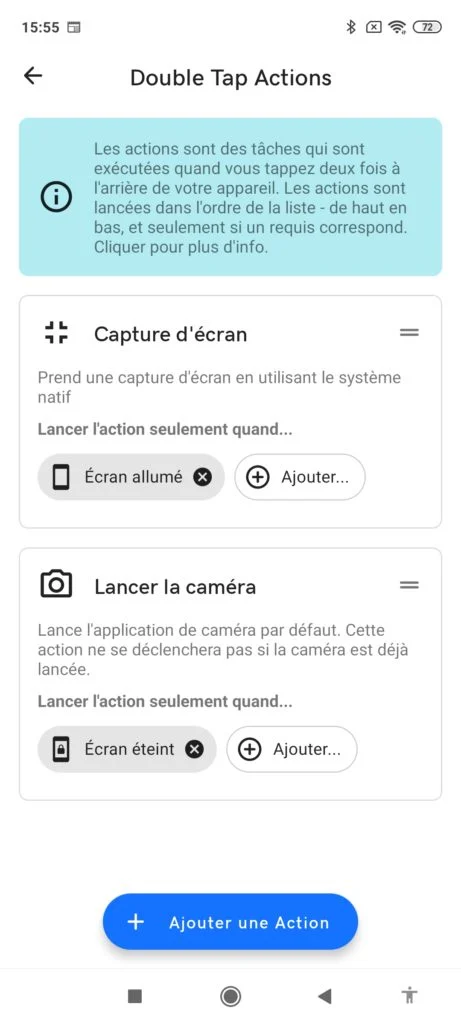 15:55
72
Double Tap Actions
Les actions sont des tâches qui sont
exécutées quand vous tappez deux fois à
l'arrière de votre appareil. Les actions sont
lancées dans l'ordre de la liste - de haut en
bas, et seulement si un requis correspond.
Cliquer pour plus d'info.
Capture d'écran
Prend une capture d'écran en utilisant le système
natif
Lancer l'action seulement quand...
Écran allumé
Ajouter...
Lancer la caméra
Lance l'application de caméra par défaut. Cette
action ne se déclenchera pas si la caméra est déjà
lancée.
Lancer l'action seulement quand...
Écran éteint
Ajouter...
Ajouter une Action